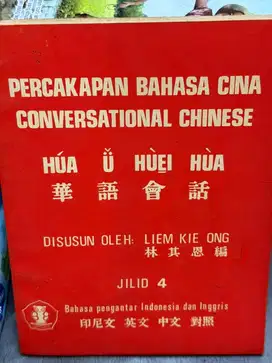 PERCAKAPAN BAHASA CINA
CONVERSATIONAL CHINESE
HÚA Ǔ HÙEI HÙA
華語會話
DISUSUN OLEH: LIEM KIE ONG
林其恩編
JILID 4
Bahasa pengantar Indonesia dan Inggris
印尼文 英文 中文 對照